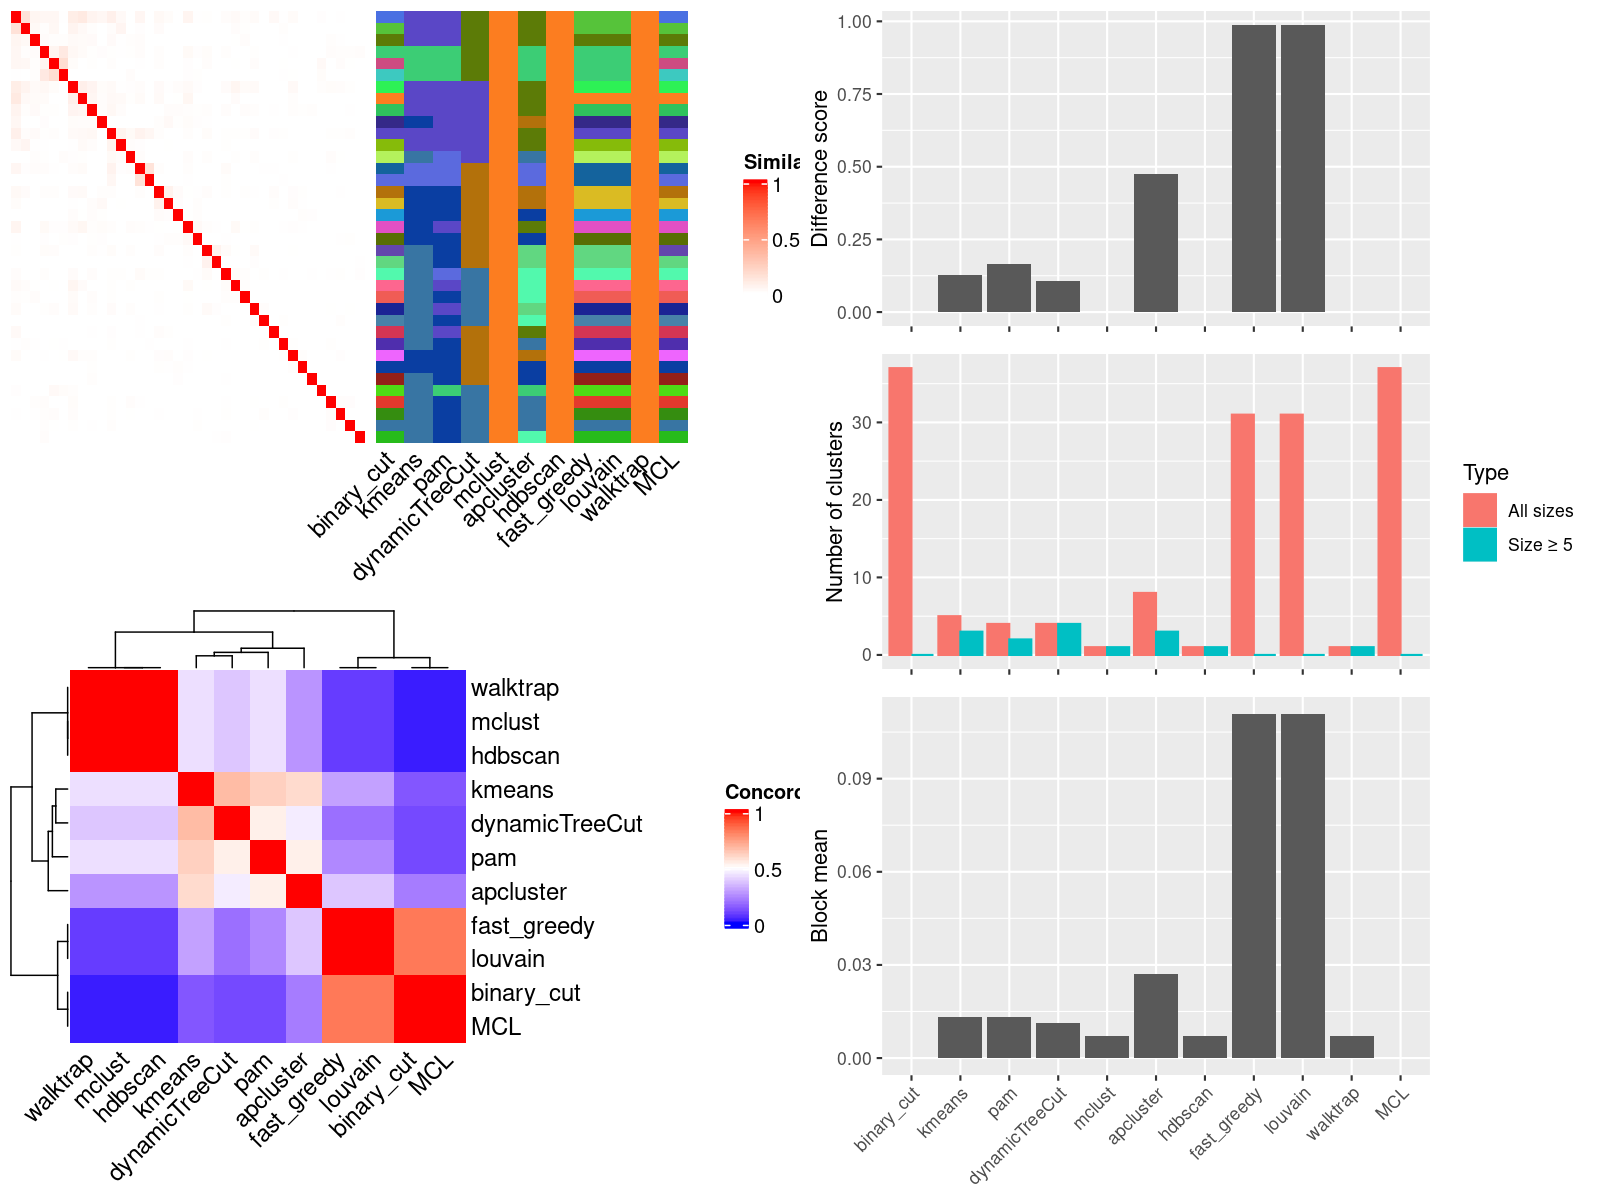 Simila
1
0.5
0
binary_cut
kmeans
pam
dynamicTreeCut
mclust
apcluster
hdbscan
fast_greedy
louvain
walktrap
MCL
walktrap
mclust
hdbscan
kmeans
dynamicTreeCut
pam
apcluster
fast_greedy
louvain
binary_cut
MCL
walktrap
mclust
hdbscan
kmeans
dynamicTreeCut
pam
apcluster
fast_greedy
louvain
binary_cut
MCL
Concord
1
0.5
0
Difference score
1.00
0.75
0.50
0.25
0.00
Number of clusters
30
20
10
0
Type
All sizes
Size ≥ 5
Block mean
0.09
0.06
0.03
0.00
binary_cut
kmeans
pam
dynamicTreeCut
mclust
apcluster
hdbscan
fast_greedy
louvain
walktrap
MCL